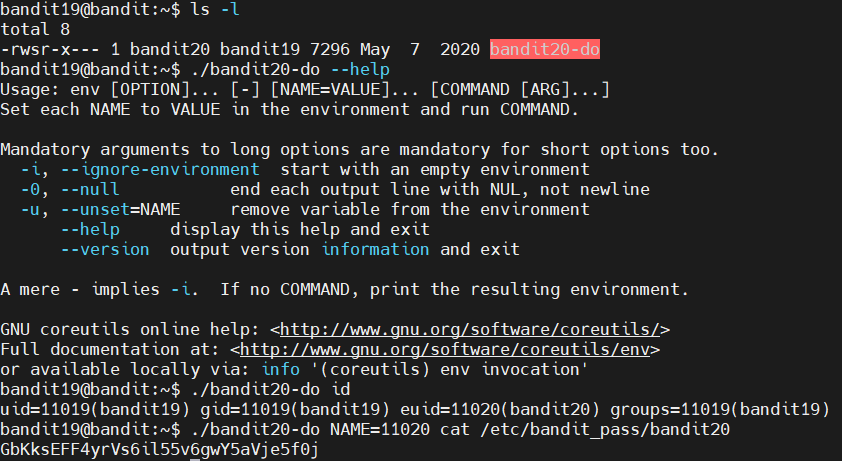 bandit19@bandit:~$ ls -l
total 8
-rwsr-x--- 1 bandit20 bandit19 7296 May  7  2020 bandit20-do
bandit19@bandit:~$ ./bandit20-do --help
Usage: env [OPTION]... [-] [NAME=VALUE]... [COMMAND [ARG]...]
Set each NAME to VALUE in the environment and run COMMAND.

Mandatory arguments to long options are mandatory for short options too.
  -i, --ignore-environment  start with an empty environment
  -0, --null           end each output line with NUL, not newline
  -u, --unset=NAME     remove variable from the environment
      --help     display this help and exit
      --version  output version information and exit

A mere - implies -i.  If no COMMAND, print the resulting environment.

GNU coreutils online help: <http://www.gnu.org/software/coreutils/>
Full documentation at: <http://www.gnu.org/software/coreutils/env>
or available locally via: info '(coreutils) env invocation'
bandit19@bandit:~$ ./bandit20-do id
uid=11019(bandit19) gid=11019(bandit19) euid=11020(bandit20) groups=11019(bandit19)
bandit19@bandit:~$ ./bandit20-do NAME=11020 cat /etc/bandit_pass/bandit20
GbKksEFF4yrVs6il55v6gwY5aVje5f0j